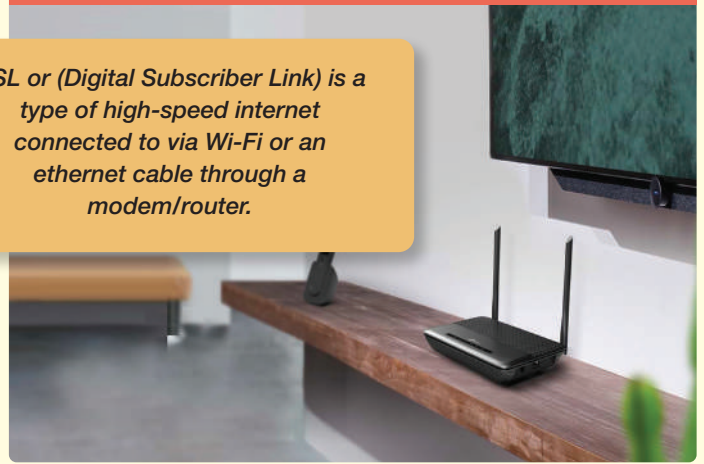 SL or (Digital Subscriber Link) is a
type of high-speed internet
connected to via Wi-Fi or an
ethernet cable through a
modem/router.